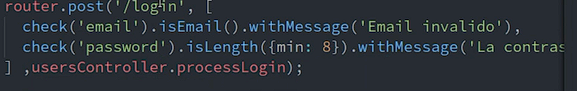 router.post('/login', [
check('email').isEmail().withMessage('Email invalido'),
check('password').isLength({min: 8}).withMessage('La contras
] ,usersController.processLogin);